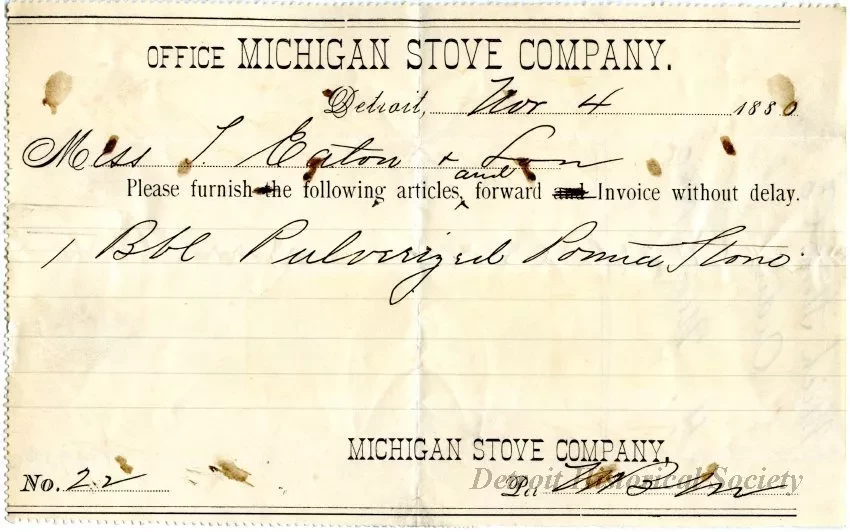 OFFICE MICHIGAN STOVE COMPANY.
Detroit, Nov 4 1880
Mess T. Eaton & Son
Please furnish the following articles, and forward and Invoice without delay.
1 Bbl Pulverized Stone
MICHIGAN STOVE COMPANY,
No. 22 Per
Detroit Historical Society